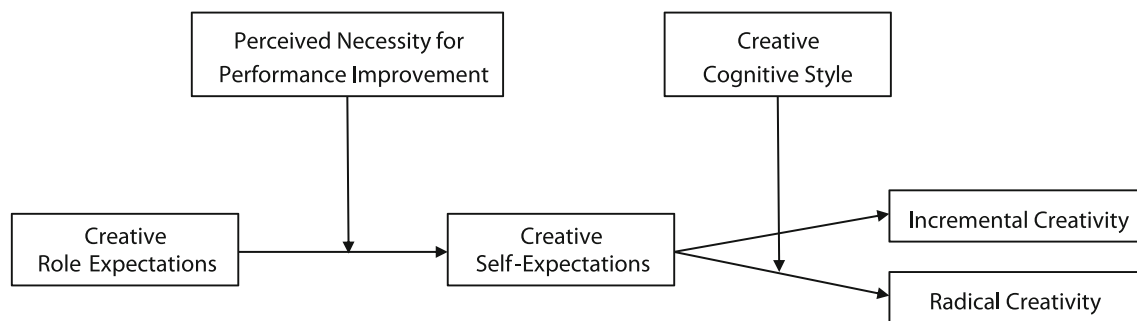 Perceived Necessity for
Performance Improvement
Creative
Cognitive Style
Creative
Role Expectations
Creative
Self-Expectations
Incremental Creativity
Radical Creativity